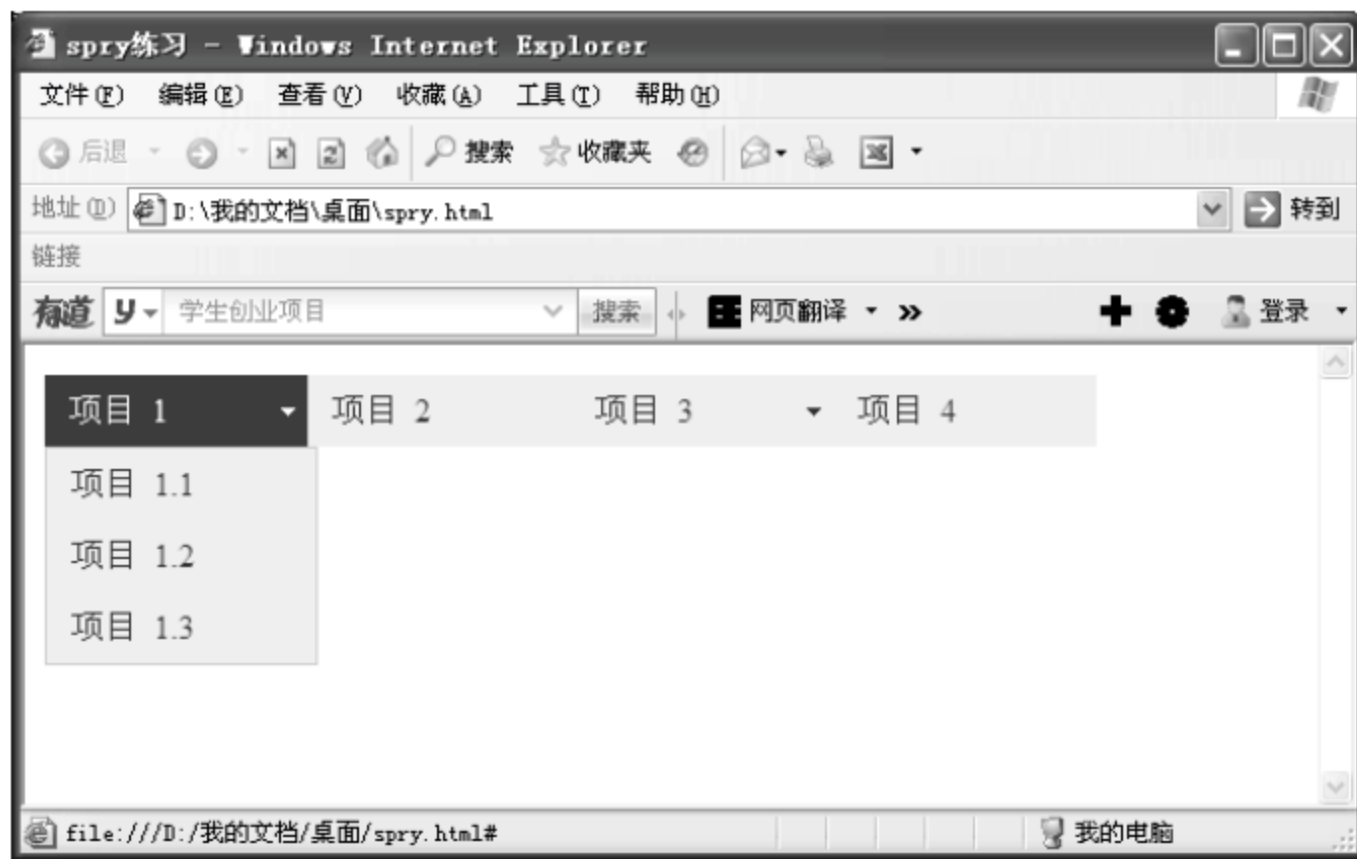 spry练习 - Windows Internet Explorer
文件(F) 编辑(E) 查看(V) 收藏(A) 工具(T) 帮助(H)
后退 搜索 收藏夹
地址(D) D:\我的文档\桌面\spry.html 转到
链接
有道 y 学生创业项目 搜索 网页翻译 » 登录
项目 1 项目 2 项目 3 项目 4
项目 1.1
项目 1.2
项目 1.3
file:///D:/我的文档/桌面/spry.html# 我的电脑